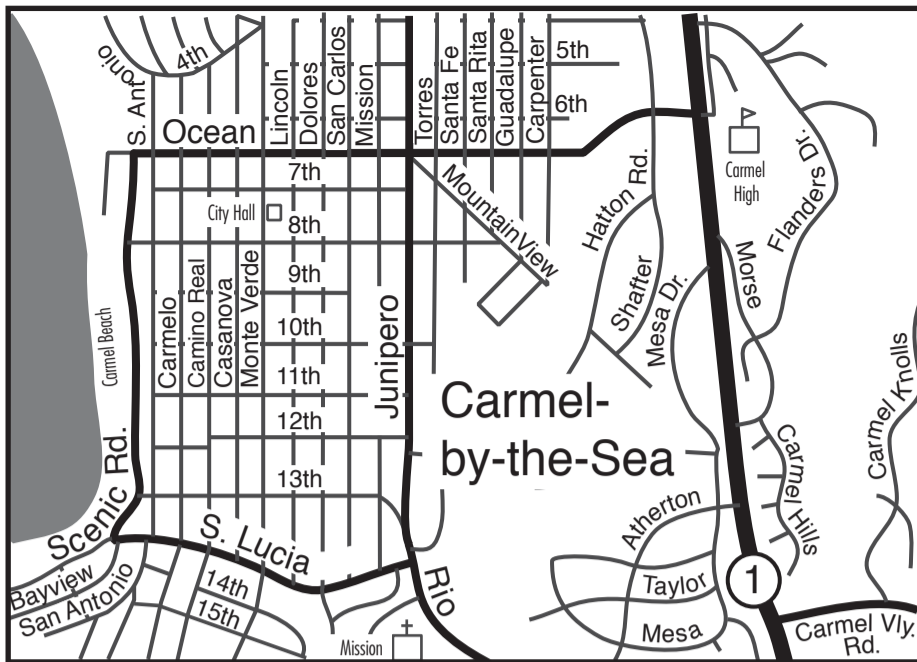 S. Antonio
4th
Lincoln
Dolores
San Carlos
Mission
Torres
Santa Fe
Santa Rita
Guadalupe
Carpenter
5th
6th
Ocean
7th
City Hall
8th
MountainView
Hatton Rd.
Carmel
High
Flanders Dr.
Carmelo
Camino Real
Casanova
Monte Verde
9th
10th
11th
12th
13th
Junipero
Shafter
Mesa Dr.
Morse
Carmel Beach
Carmel-
by-the-Sea
Carmel Knolls
Carmel Hills
Scenic Rd.
S. Lucia
Rio
Atherton
Taylor
Mesa
1
Bayview
San Antonio
14th
15th
Mission
Carmel Vly.
Rd.